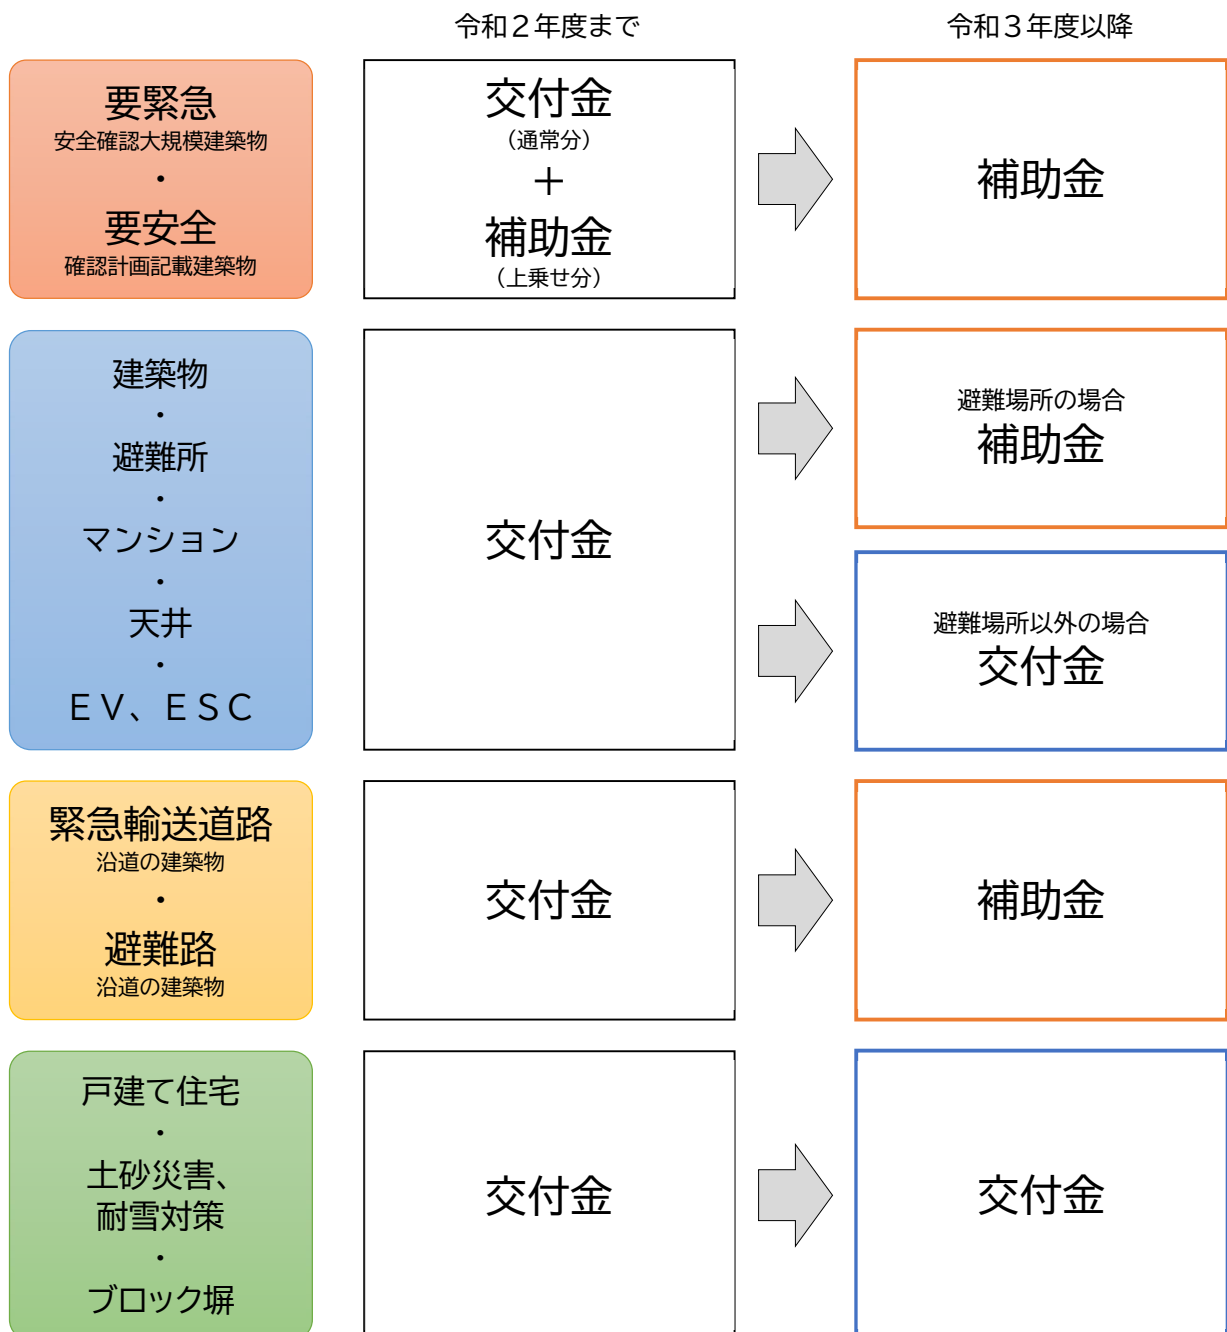 令和２年度まで
令和３年度以降
要緊急
安全確認大規模建築物
・
要安全
確認計画記載建築物
交付金
（通常分）
＋
補助金
（上乗せ分）
補助金
建築物
・
避難所
・
マンション
・
天井
・
ＥＶ、ＥＳＣ
交付金
避難場所の場合
補助金
避難場所以外の場合
交付金
緊急輸送道路
沿道の建築物
・
避難路
沿道の建築物
交付金
補助金
戸建て住宅
・
土砂災害、
耐雪対策
・
ブロック塀
交付金
交付金